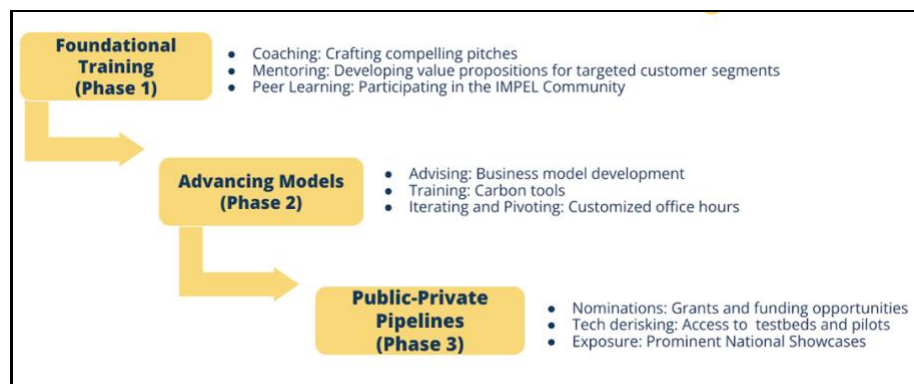 Foundational
Training
(Phase 1)
● Coaching: Crafting compelling pitches
● Mentoring: Developing value propositions for targeted customer segments
● Peer Learning: Participating in the IMPEL Community
Advancing Models
(Phase 2)
● Advising: Business model development
● Training: Carbon tools
● Iterating and Pivoting: Customized office hours
Public-Private
Pipelines
(Phase 3)
● Nominations: Grants and funding opportunities
● Tech derisking: Access to testbeds and pilots
● Exposure: Prominent National Showcases